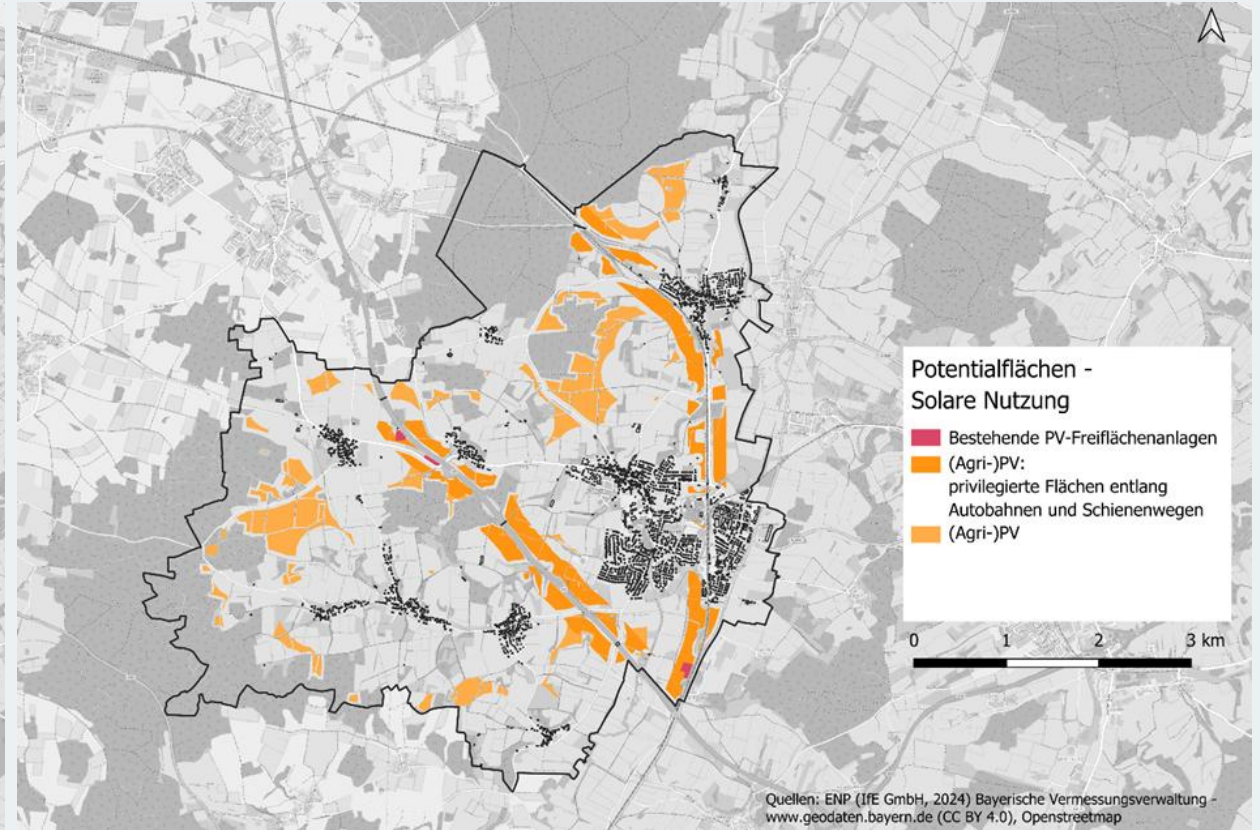 Potentialflächen -
Solare Nutzung
Bestehende PV-Freiflächenanlagen
(Agri-)PV:
privilegierte Flächen entlang
Autobahnen und Schienenwegen
(Agri-)PV
0 1 2 3 km
Quellen: ENP (IfE GmbH, 2024) Bayerische Vermessungsverwaltung -
www.geodaten.bayern.de (CC BY 4.0), Openstreetmap